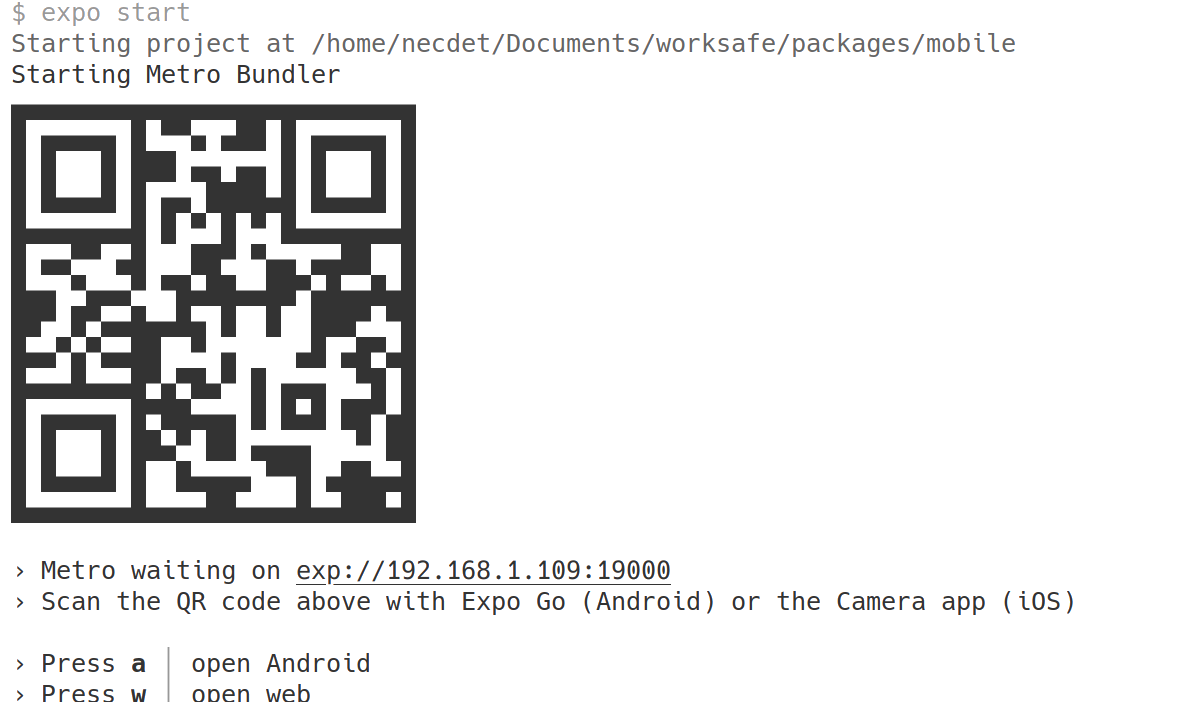 $ expo start
Starting project at /home/necdet/Documents/worksafe/packages/mobile
Starting Metro Bundler
› Metro waiting on exp://192.168.1.109:19000
› Scan the QR code above with Expo Go (Android) or the Camera app (iOS)
› Press a │ open Android
› Press w │ open web